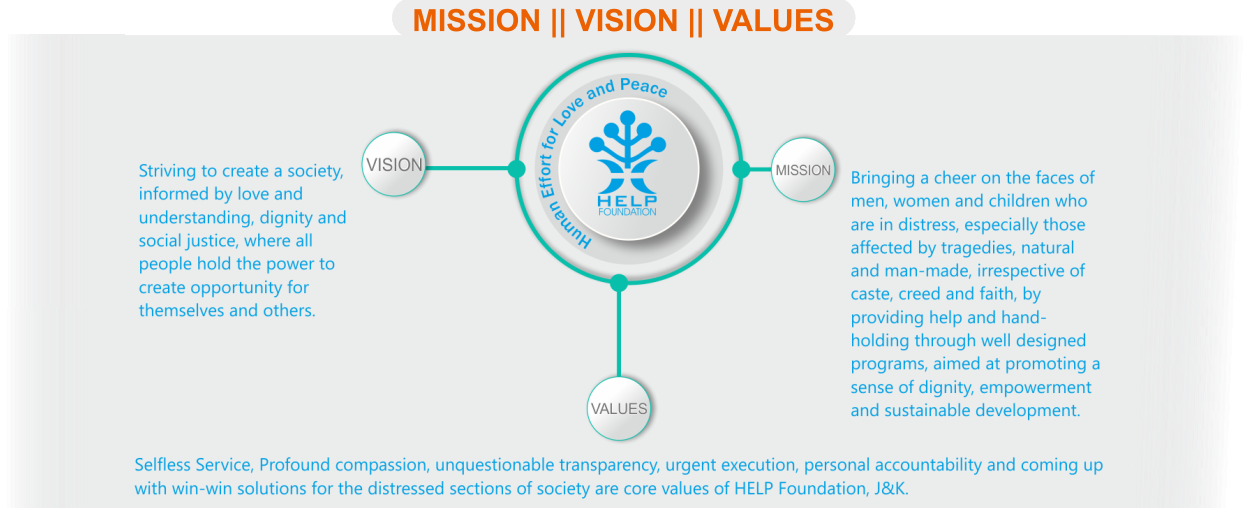 MISSION || VISION || VALUES
Human Effort for Love and Peace
HELP
FOUNDATION
VISION
Striving to create a society,
informed by love and
understanding, dignity and
social justice, where all
people hold the power to
create opportunity for
themselves and others.
MISSION
Bringing a cheer on the faces of
men, women and children who
are in distress, especially those
affected by tragedies, natural
and man-made, irrespective of
caste, creed and faith, by
providing help and hand-
holding through well designed
programs, aimed at promoting a
sense of dignity, empowerment
and sustainable development.
VALUES
Selfless Service, Profound compassion, unquestionable transparency, urgent execution, personal accountability and coming up
with win-win solutions for the distressed sections of society are core values of HELP Foundation, J&K.